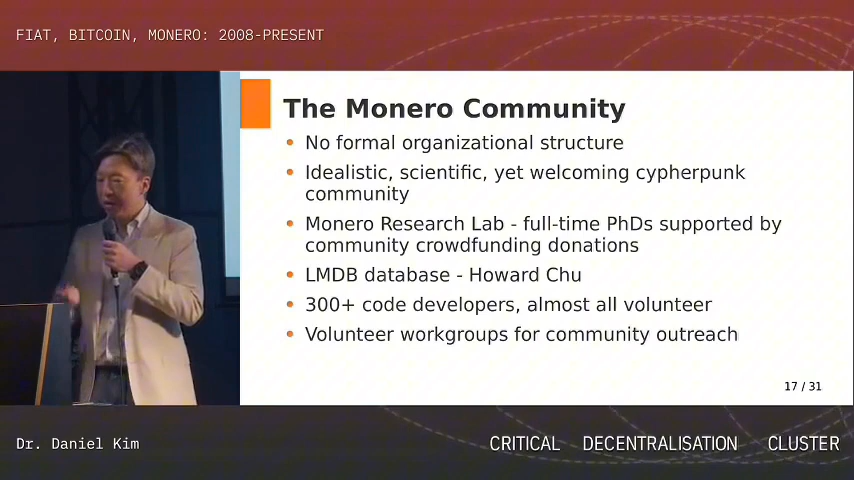 FIAT, BITCOIN, MONERO: 2008-PRESENT
The Monero Community
• No formal organizational structure
• Idealistic, scientific, yet welcoming cypherpunk
community
• Monero Research Lab - full-time PhDs supported by
community crowdfunding donations
• LMDB database - Howard Chu
• 300+ code developers, almost all volunteer
• Volunteer workgroups for community outreach
17 / 31
Dr. Daniel Kim
CRITICAL DECENTRALISATION CLUSTER